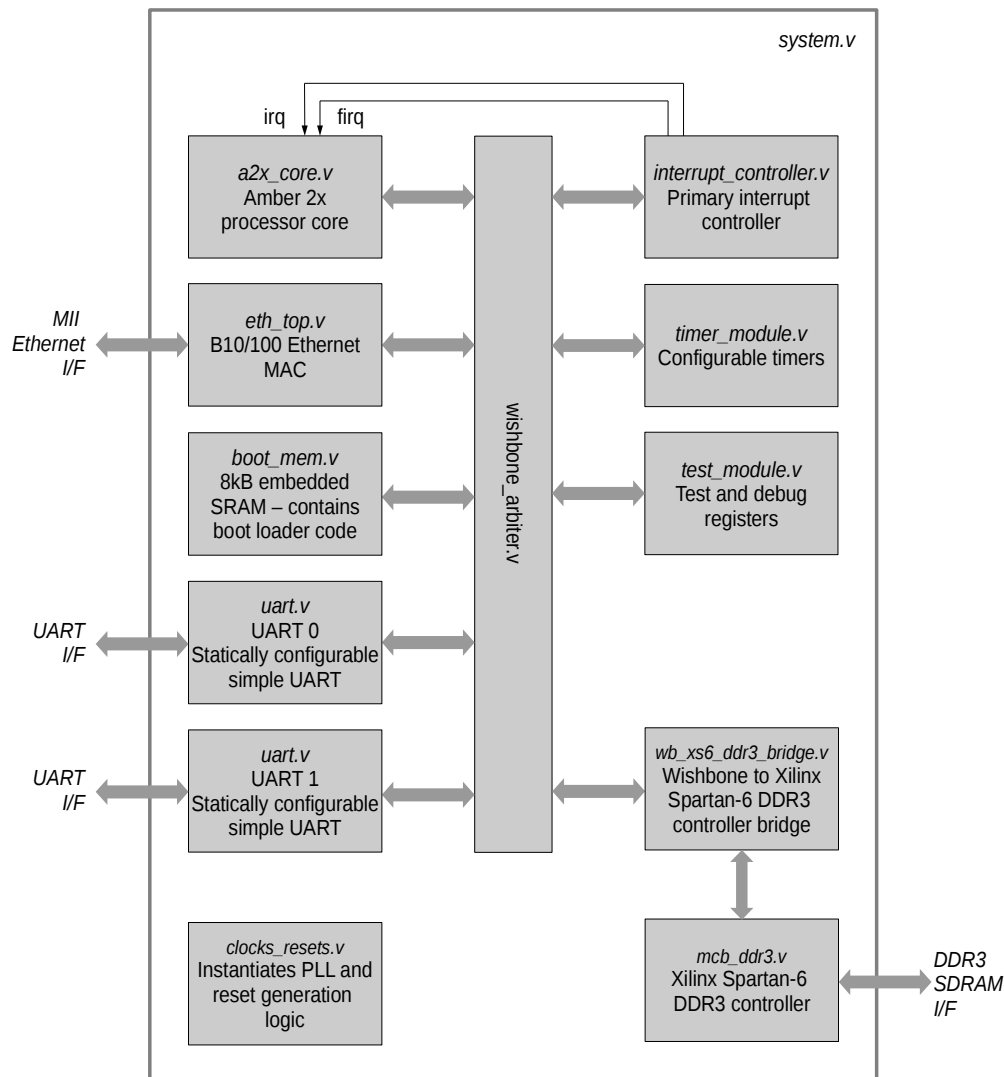 system.v
irq
firq
a2x_core.v
Amber 2x
processor core
interrupt_controller.v
Primary interrupt
controller
MII
Ethernet
I/F
eth_top.v
B10/100 Ethernet
MAC
timer_module.v
Configurable timers
wishbone_arbiter.v
boot_mem.v
8kB embedded
SRAM – contains
boot loader code
test_module.v
Test and debug
registers
UART
I/F
uart.v
UART 0
Statically configurable
simple UART
UART
I/F
uart.v
UART 1
Statically configurable
simple UART
wb_xs6_ddr3_bridge.v
Wishbone to Xilinx
Spartan-6 DDR3
controller bridge
clocks_resets.v
Instantiates PLL and
reset generation
logic
mcb_ddr3.v
Xilinx Spartan-6
DDR3 controller
DDR3
SDRAM
I/F